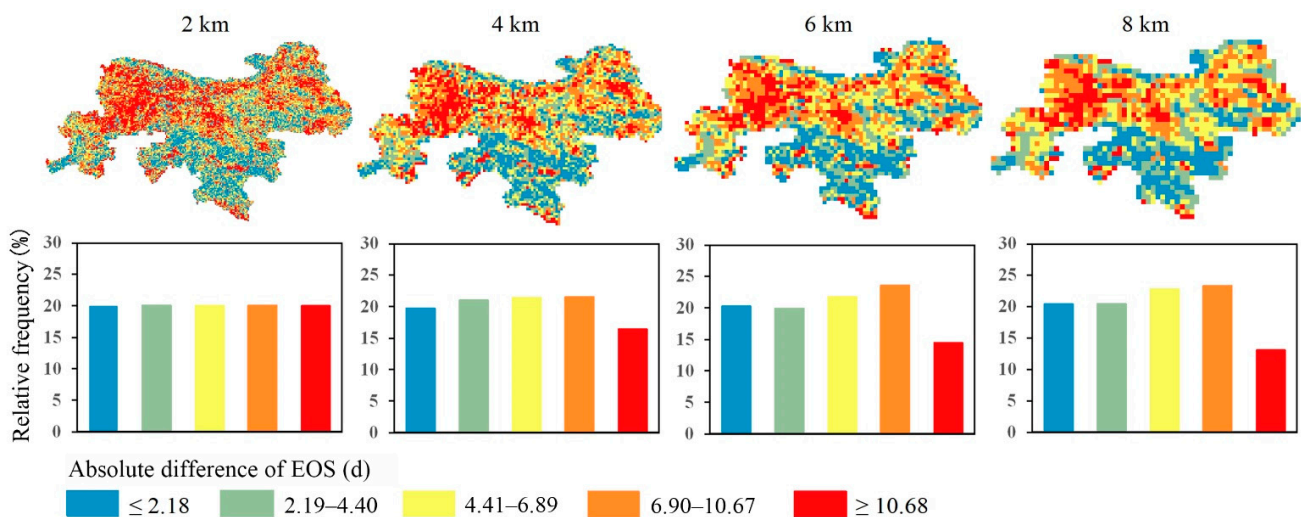 2 km 4 km 6 km 8 km
Relative frequency (%)
30 30 30 30
25 25 25 25
20 20 20 20
15 15 15 15
10 10 10 10
5 5 5 5
0 0 0 0
Absolute difference of EOS (d)
≤ 2.18 2.19–4.40 4.41–6.89 6.90–10.67 ≥ 10.68